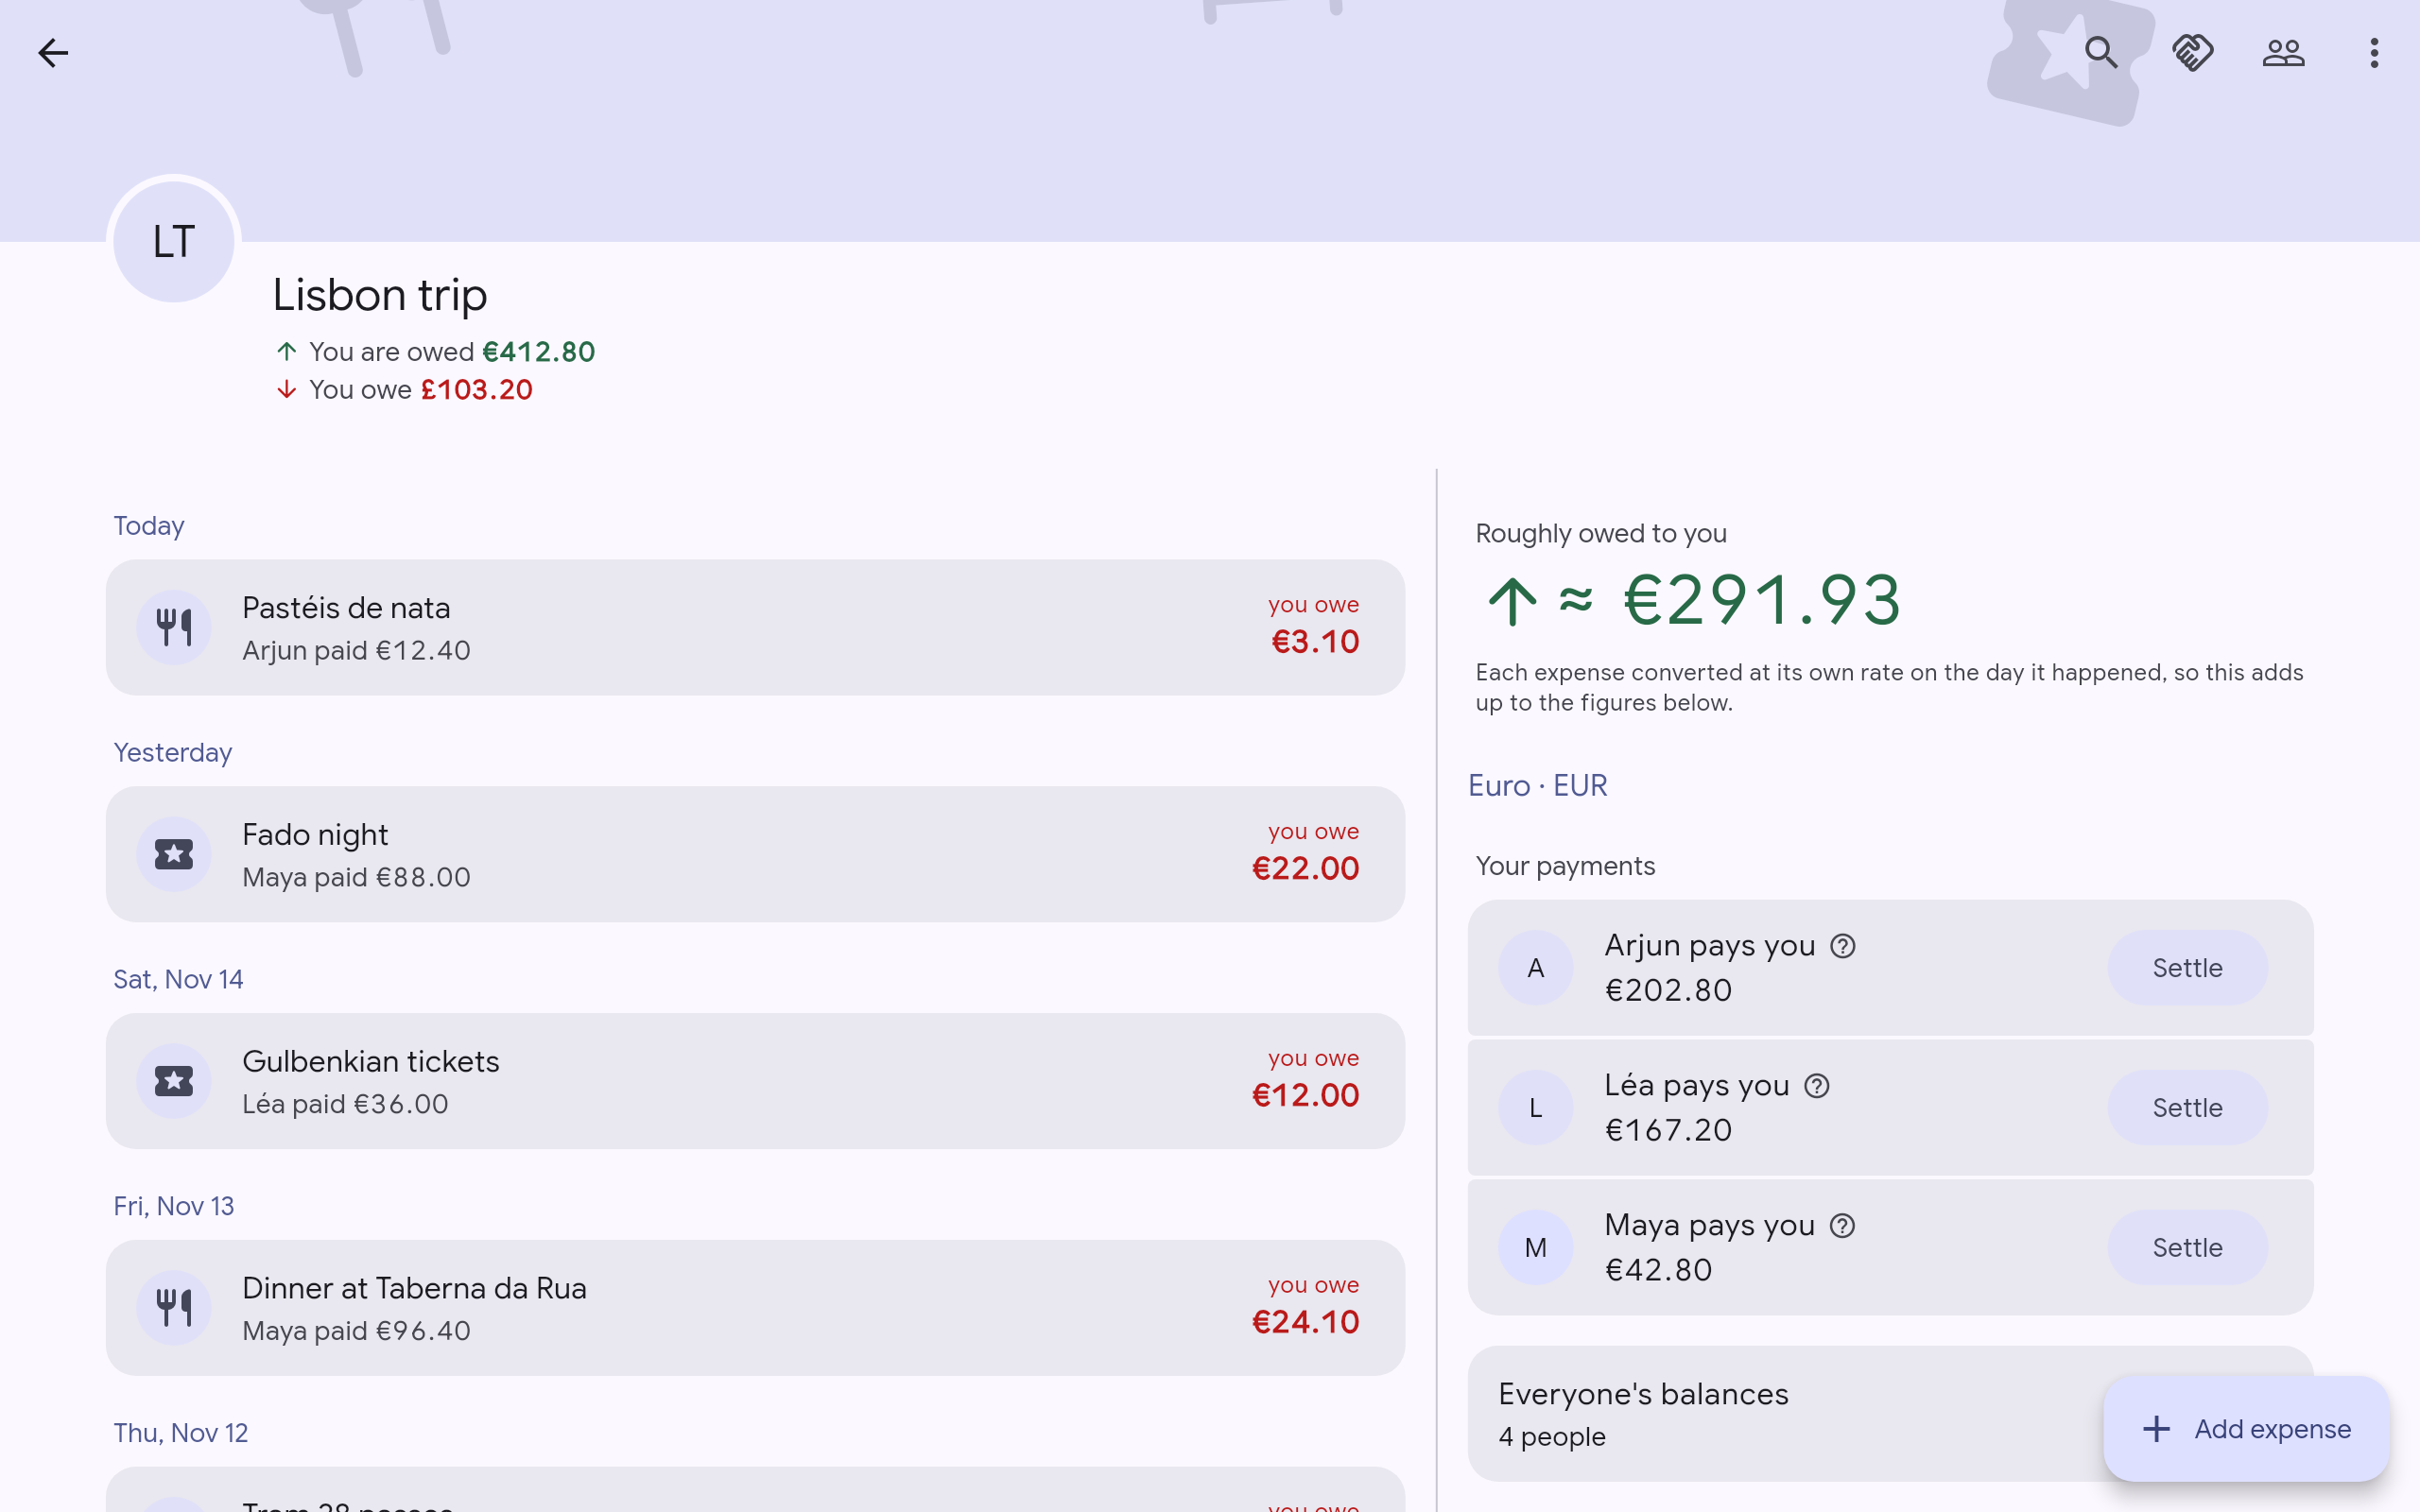 LT
Lisbon trip
↑ You are owed €412.80
↓ You owe £103.20
Today
Pastéis de nata
Arjun paid €12.40
you owe
€3.10
Yesterday
Fado night
Maya paid €88.00
you owe
€22.00
Sat, Nov 14
Gulbenkian tickets
Léa paid €36.00
you owe
€12.00
Fri, Nov 13
Dinner at Taberna da Rua
Maya paid €96.40
you owe
€24.10
Thu, Nov 12
Tram 28 passes
you owe
Roughly owed to you
↑ ≈ €291.93
Each expense converted at its own rate on the day it happened, so this adds
up to the figures below.
Euro · EUR
Your payments
A
Arjun pays you
€202.80
Settle
L
Léa pays you
€167.20
Settle
M
Maya pays you
€42.80
Settle
Everyone's balances
4 people
+ Add expense